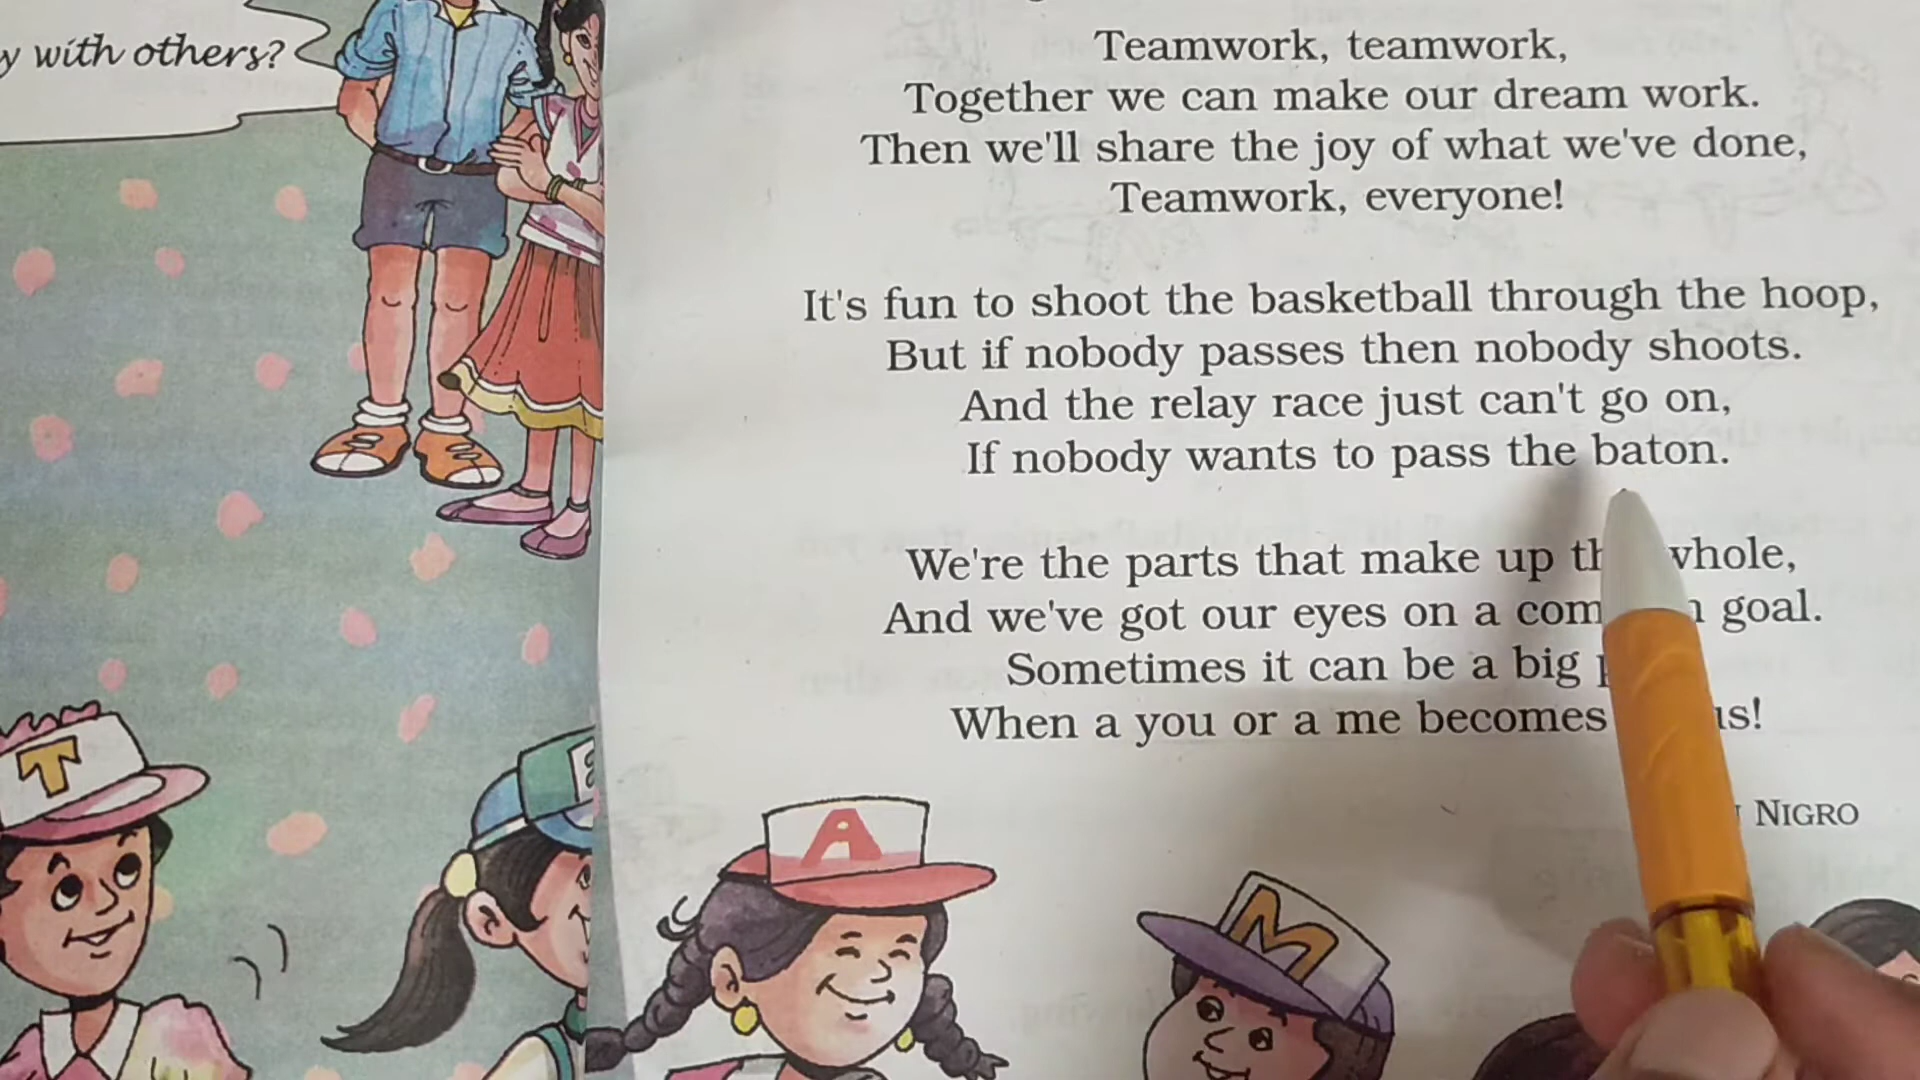 y with others?
Teamwork, teamwork,
Together we can make our dream work.
Then we'll share the joy of what we've done,
Teamwork, everyone!
It's fun to shoot the basketball through the hoop,
But if nobody passes then nobody shoots.
And the relay race just can't go on,
If nobody wants to pass the baton.
We're the parts that make up whole,
And we've got our eyes on a goal.
Sometimes it can be a big
When a you or a me becomes us!
NIGRO
T
A
M